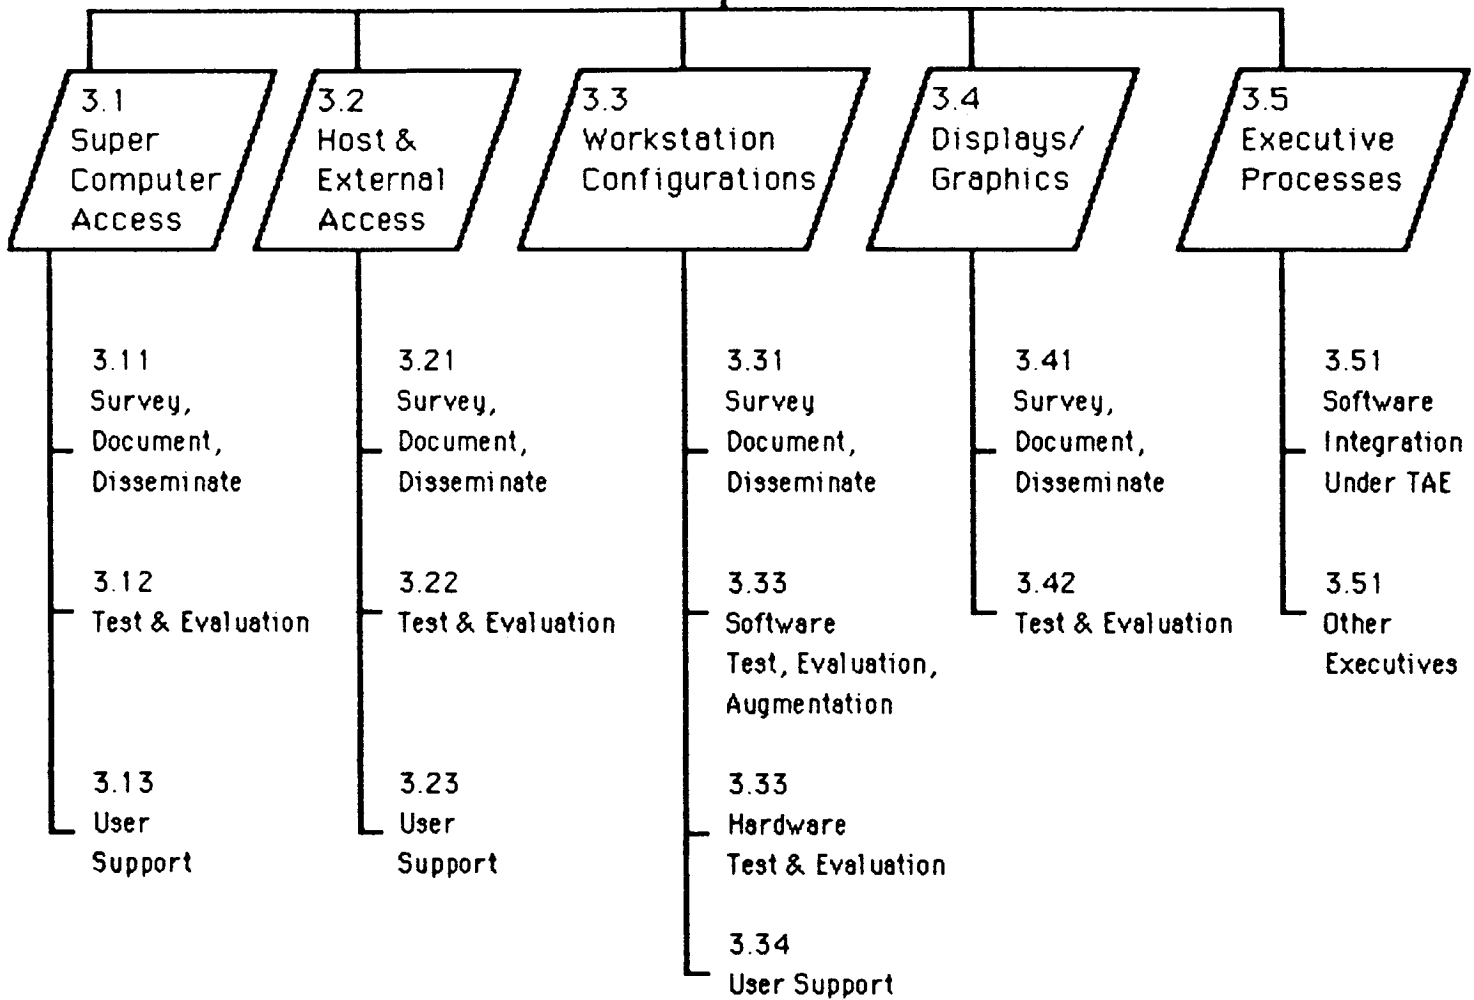 3.1
Super
Computer
Access
3.2
Host &
External
Access
3.3
Workstation
Configurations
3.4
Displays/
Graphics
3.5
Executive
Processes
3.11
Survey,
Document,
Disseminate
3.12
Test & Evaluation
3.13
User
Support
3.21
Survey,
Document,
Disseminate
3.22
Test & Evaluation
3.23
User
Support
3.31
Survey
Document,
Disseminate
3.33
Software
Test, Evaluation,
Augmentation
3.33
Hardware
Test & Evaluation
3.34
User Support
3.41
Survey,
Document,
Disseminate
3.42
Test & Evaluation
3.51
Software
Integration
Under TAE
3.51
Other
Executives